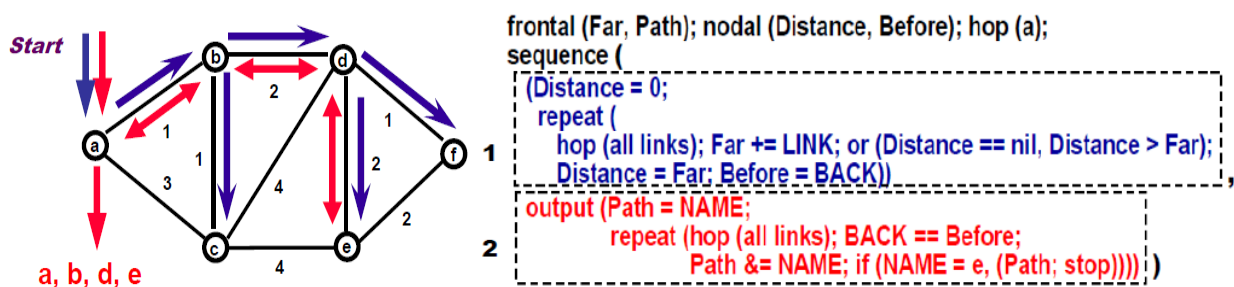 Start
a
b
c
d
e
f
1
3
1
2
4
4
2
1
2
a, b, d, e
frontal (Far, Path); nodal (Distance, Before); hop (a);
sequence (
1
(Distance = 0;
repeat (
hop (all links); Far += LINK; or (Distance == nil, Distance > Far);
Distance = Far; Before = BACK))
,
2
output (Path = NAME;
repeat (hop (all links); BACK == Before;
Path &= NAME; if (NAME = e, (Path; stop)))) )